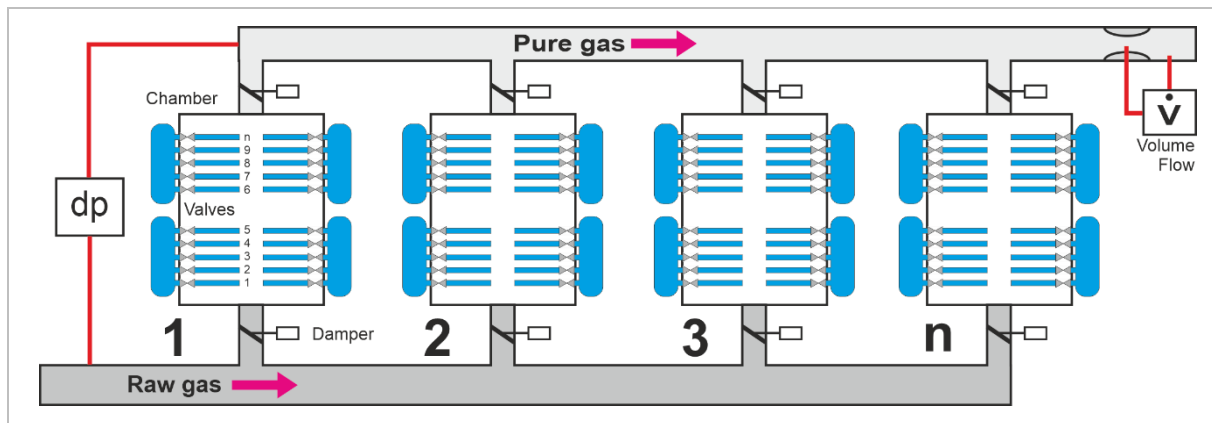 Pure gas
Chamber
n
9
8
7
6
V̇
Volume
Flow
dp
Valves
5
4
3
2
1
1
2
3
n
Damper
Raw gas